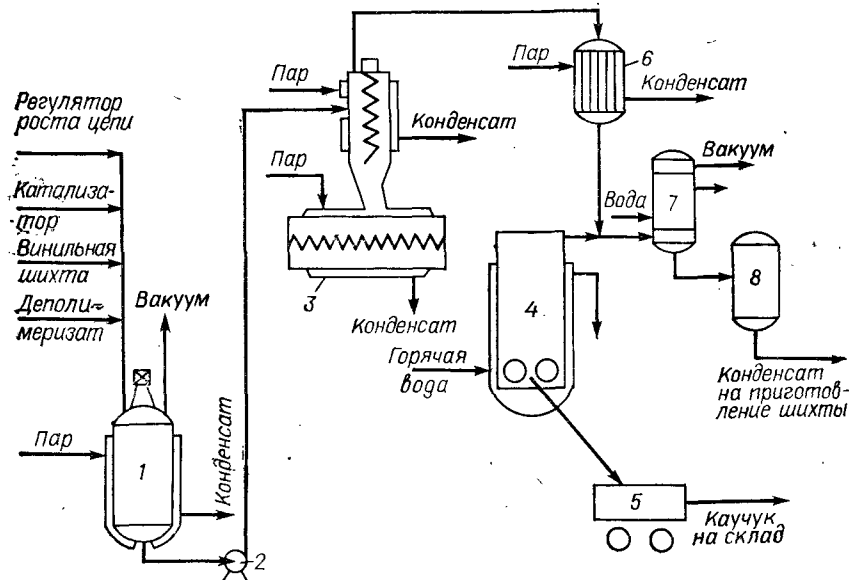 Пар
6
Конденсат
Пар
Регулятор
роста цепи
Конденсат
Пар
Вакуум
Вода
7
Катализа-
тор
Винильная
шихта
8
Вакуум
3
4
Деполи-
меризат
Конденсат
Горячая
вода
Конденсат
на приготов-
ление шихты
Конденсат
Пар
1
5
Каучук
на склад
2